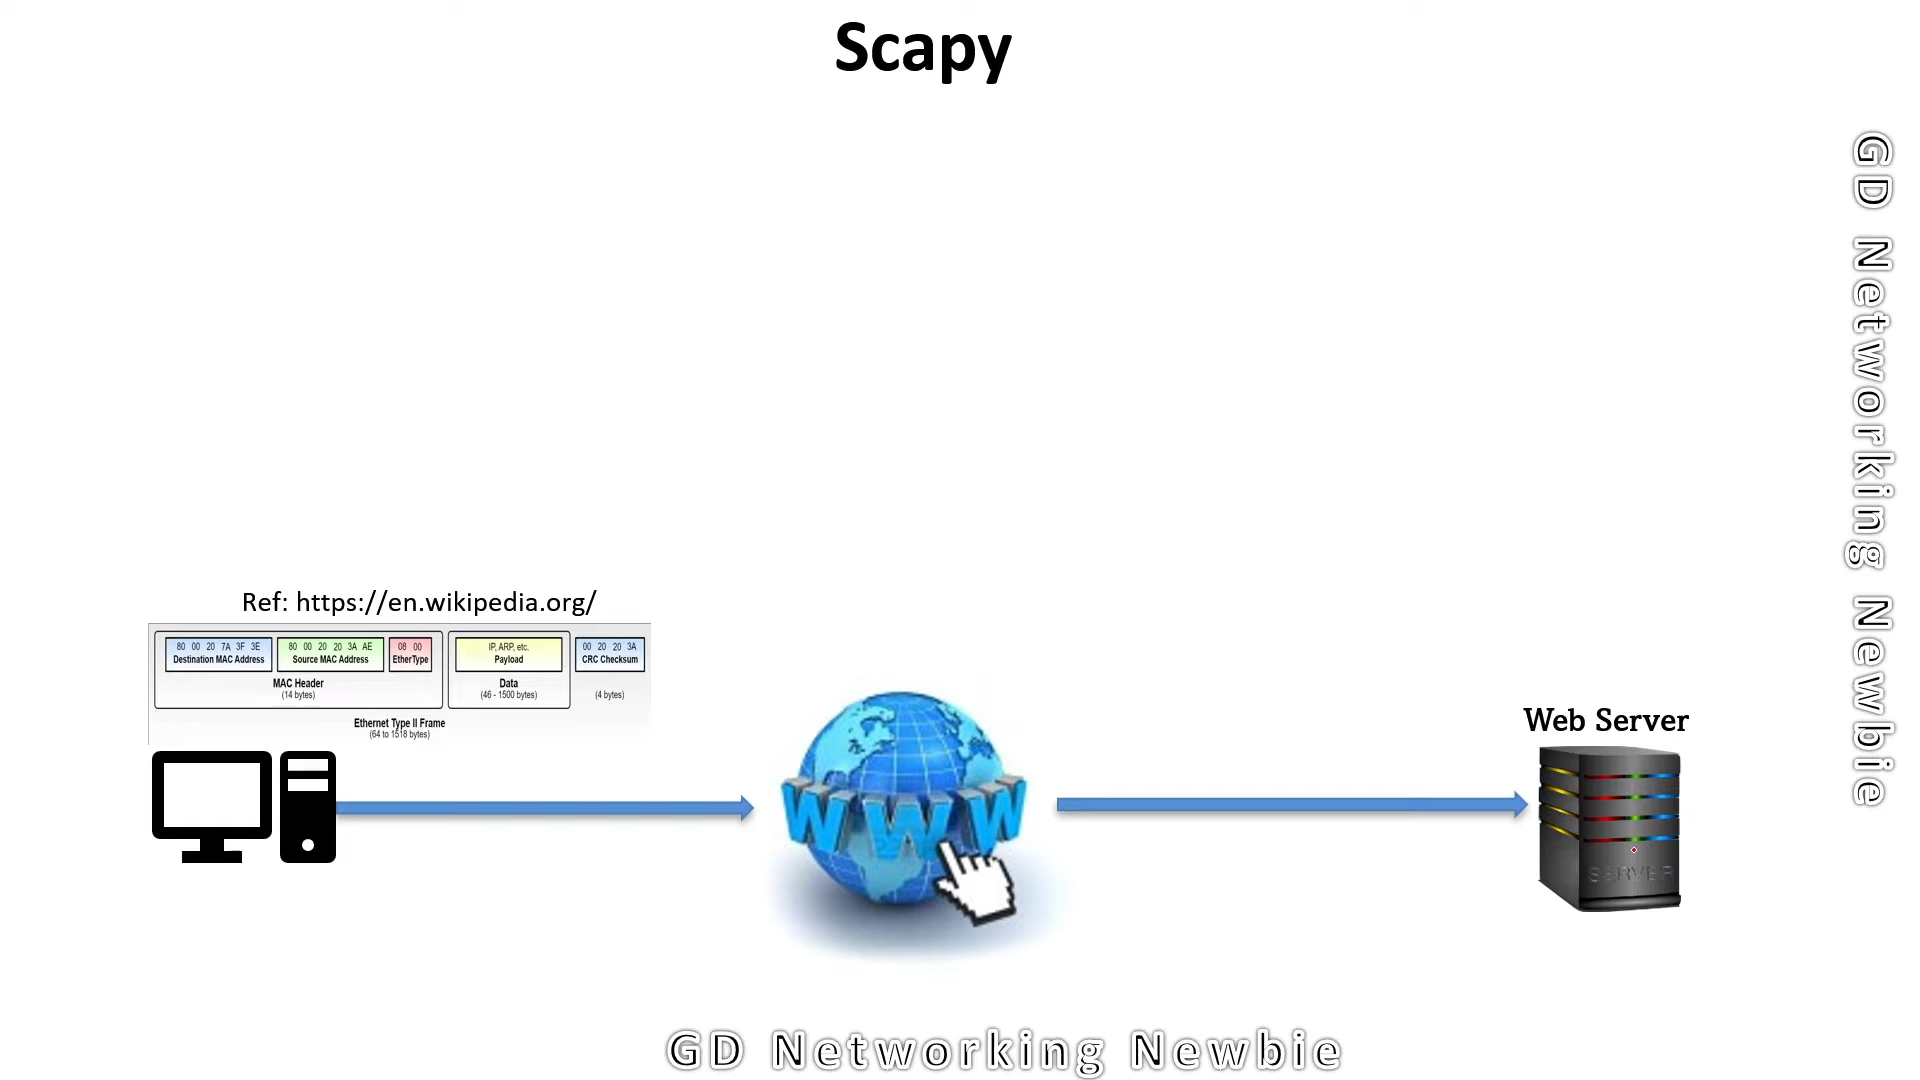 Scapy
GD Networking Newbie
Ref: https://en.wikipedia.org/
80 00 20 7A 3F 3E
Destination MAC Address
80 00 20 20 3A AE
Source MAC Address
08 00
EtherType
IP, ARP, etc.
Payload
00 20 20 3A
CRC Checksum
MAC Header
(14 bytes)
Data
(46 - 1500 bytes)
(4 bytes)
Ethernet Type II Frame
(64 to 1518 bytes)
WWW
Web Server
SERVER
GD Networking Newbie